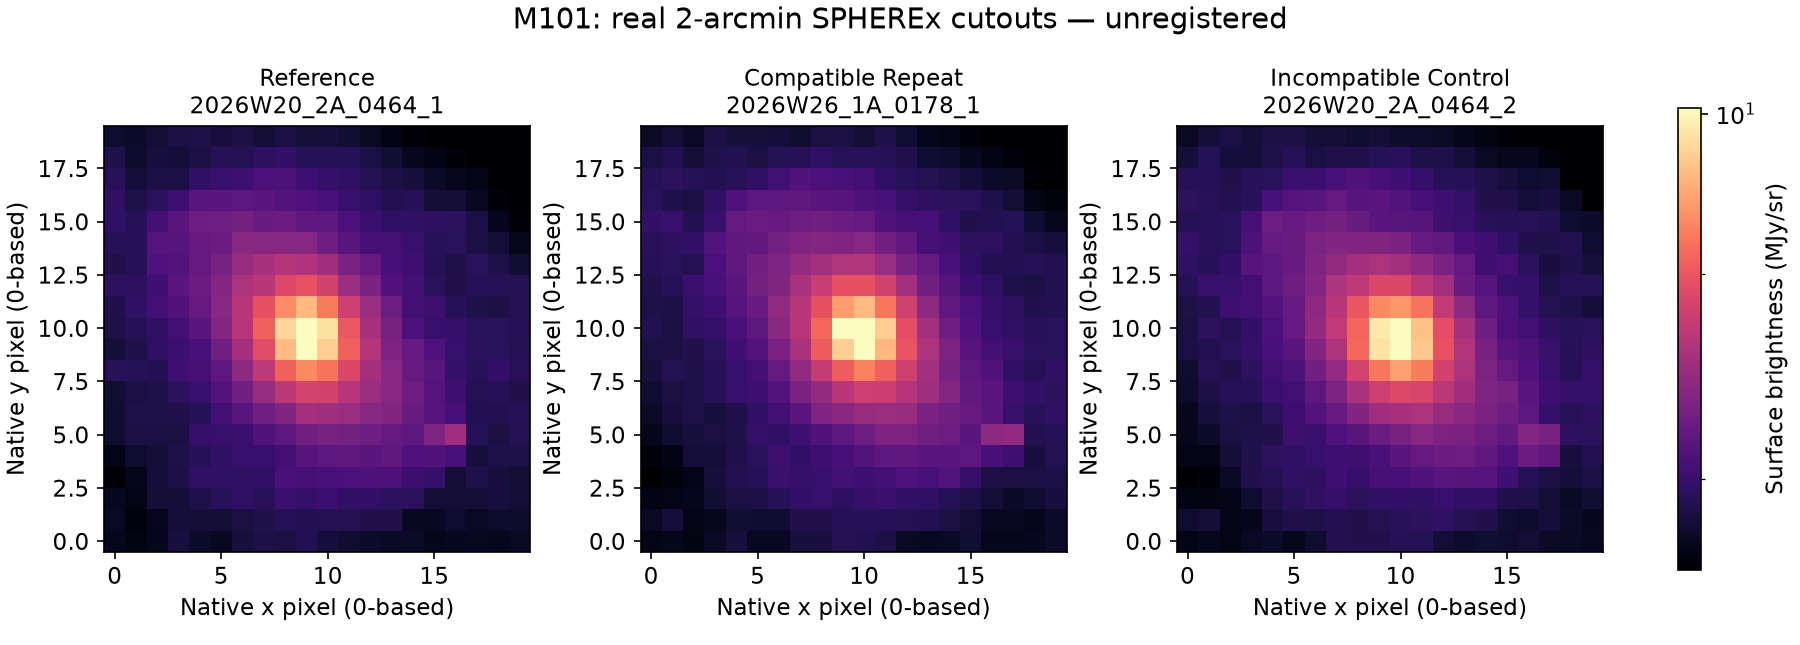 M101: real 2-arcmin SPHEREx cutouts — unregistered
Reference
2026W20_2A_0464_1
Compatible Repeat
2026W26_1A_0178_1
Incompatible Control
2026W20_2A_0464_2
17.5
15.0
12.5
10.0
7.5
5.0
2.5
0.0
Native y pixel (0-based)
0 5 10 15
Native x pixel (0-based)
17.5
15.0
12.5
10.0
7.5
5.0
2.5
0.0
Native y pixel (0-based)
0 5 10 15
Native x pixel (0-based)
17.5
15.0
12.5
10.0
7.5
5.0
2.5
0.0
Native y pixel (0-based)
0 5 10 15
Native x pixel (0-based)
10¹
Surface brightness (MJy/sr)